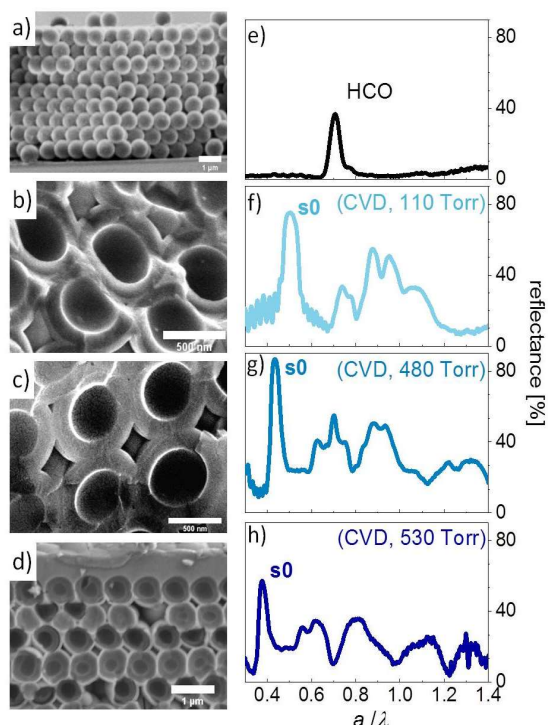 a)
1 µm
b)
500 nm
c)
500 nm
d)
1 µm
e)
HCO
80
40
0
f)
s0 (CVD, 110 Torr)
80
40
0
g)
s0 (CVD, 480 Torr)
80
40
0
h)
s0 (CVD, 530 Torr)
80
40
0
0.4 0.6 0.8 1.0 1.2 1.4
a/λ
reflectance [%]